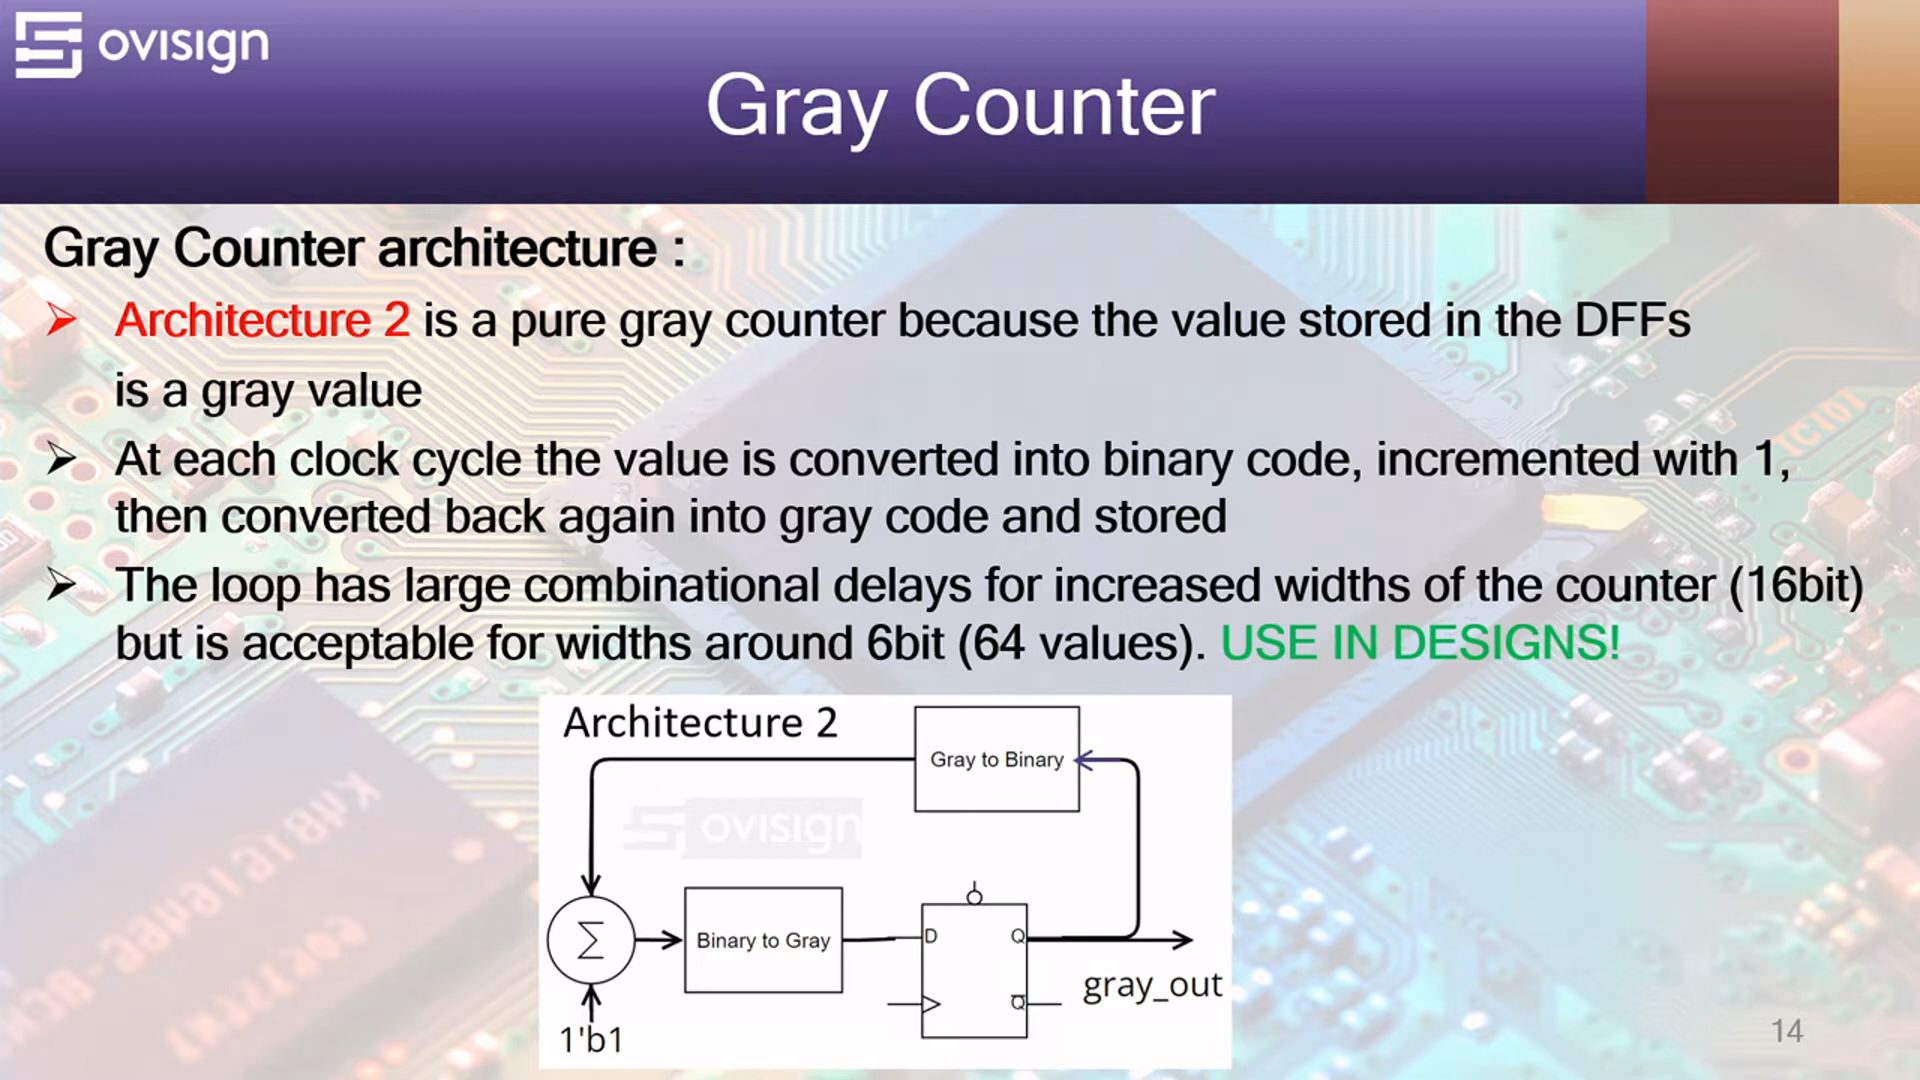 ovısıgn
Gray Counter
Gray Counter architecture :
Architecture 2 is a pure gray counter because the value stored in the DFFs
is a gray value
At each clock cycle the value is converted into binary code, incremented with 1,
then converted back again into gray code and stored
The loop has large combinational delays for increased widths of the counter (16bit)
but is acceptable for widths around 6bit (64 values). USE IN DESIGNS!
Architecture 2
Gray to Binary
ovısıgn
Σ
Binary to Gray
D
Q
Q̅
gray_out
1'b1
14